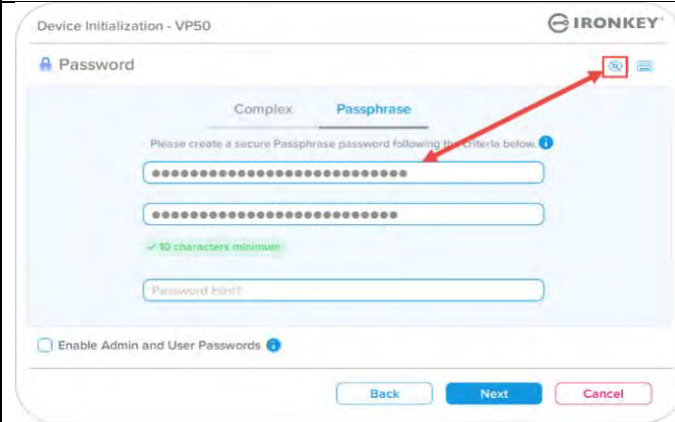 Device Initialization - VP50
IRONKEY
Password
Complex Passphrase
Please create a secure Passphrase password following the criteria below.
●●●●●●●●●●●●●●●●●●●●●●●●●●●
●●●●●●●●●●●●●●●●●●●●●●●●●●
✓ 10 characters minimum
Password Hint?
Enable Admin and User Passwords
Back Next Cancel